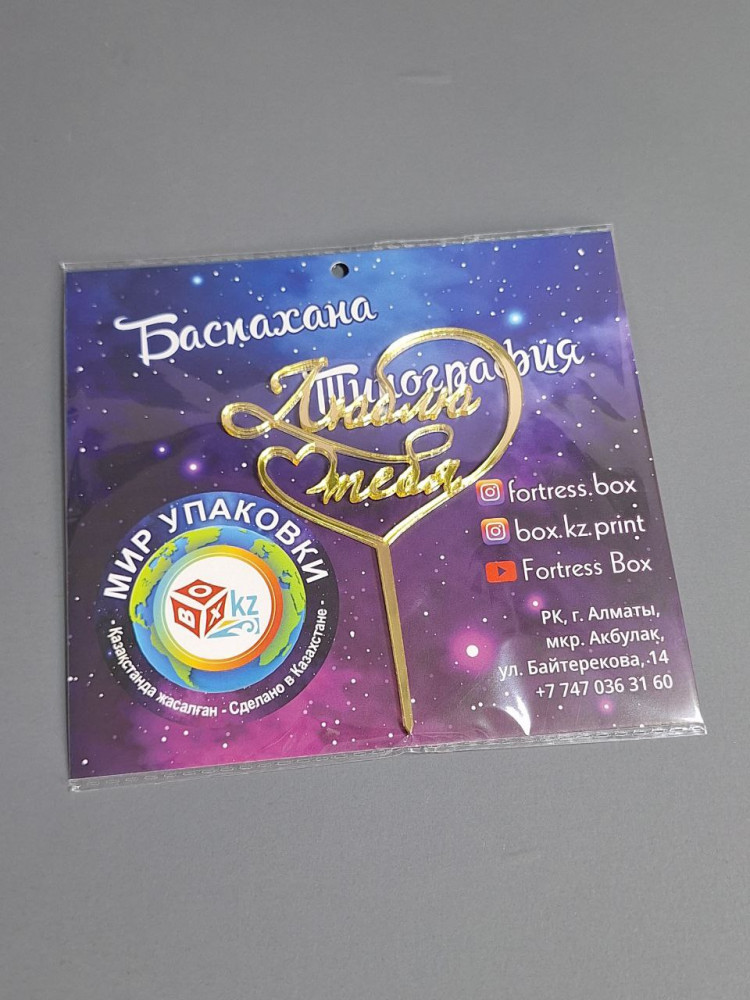 Баспахана
Типография
Люблю
тебя
fortress.box
box.kz.print
Fortress Box
МИР УПАКОВКИ
BOX kz
- Қазақстанда жасалған - Сделано в Казахстане -
РК, г. Алматы,
мкр. Акбулак,
ул. Байтерекова, 14
+7 747 036 31 60